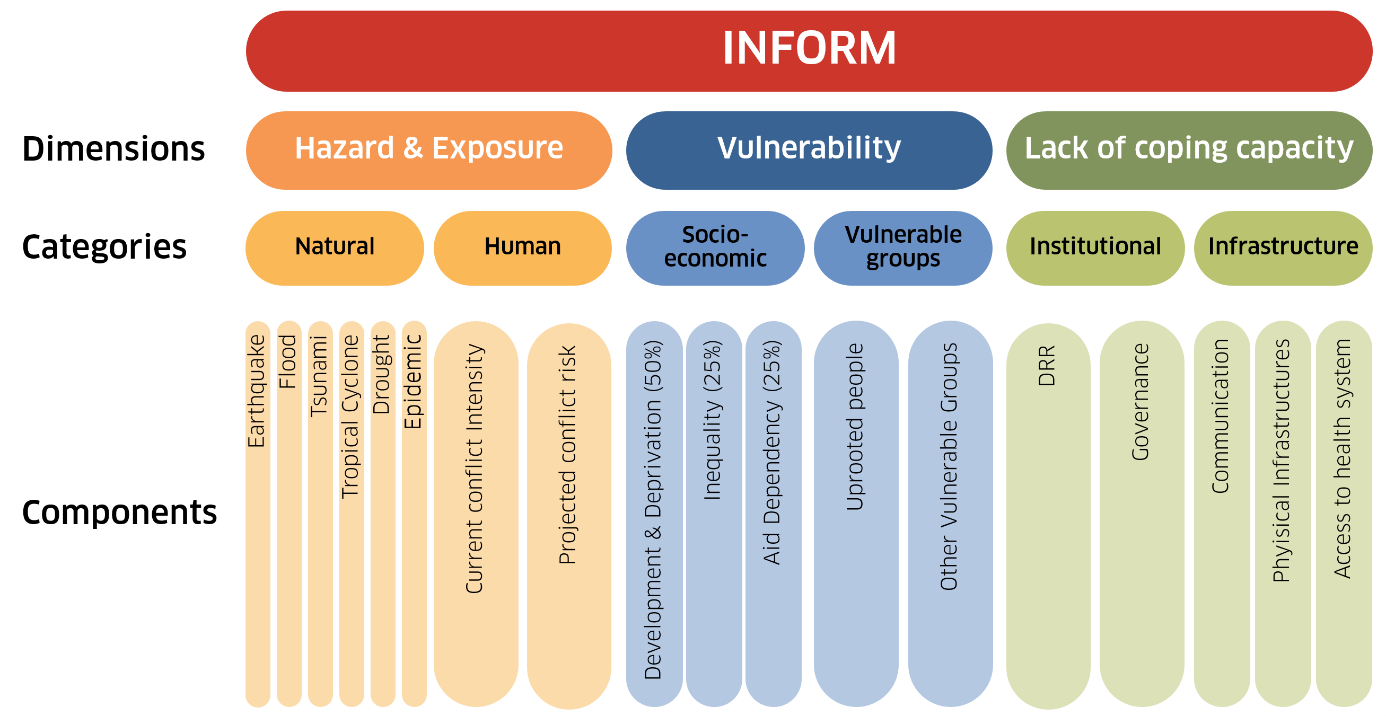 INFORM
Dimensions
Hazard & Exposure
Vulnerability
Lack of coping capacity
Categories
Natural
Human
Socio-
economic
Vulnerable
groups
Institutional
Infrastructure
Components
Earthquake
Flood
Tsunami
Tropical Cyclone
Drought
Epidemic
Current conflict Intensity
Projected conflict risk
Development & Deprivation (50%)
Inequality (25%)
Aid Dependency (25%)
Uprooted people
Other Vulnerable Groups
DRR
Governance
Communication
Phyisical Infrastructures
Access to health system